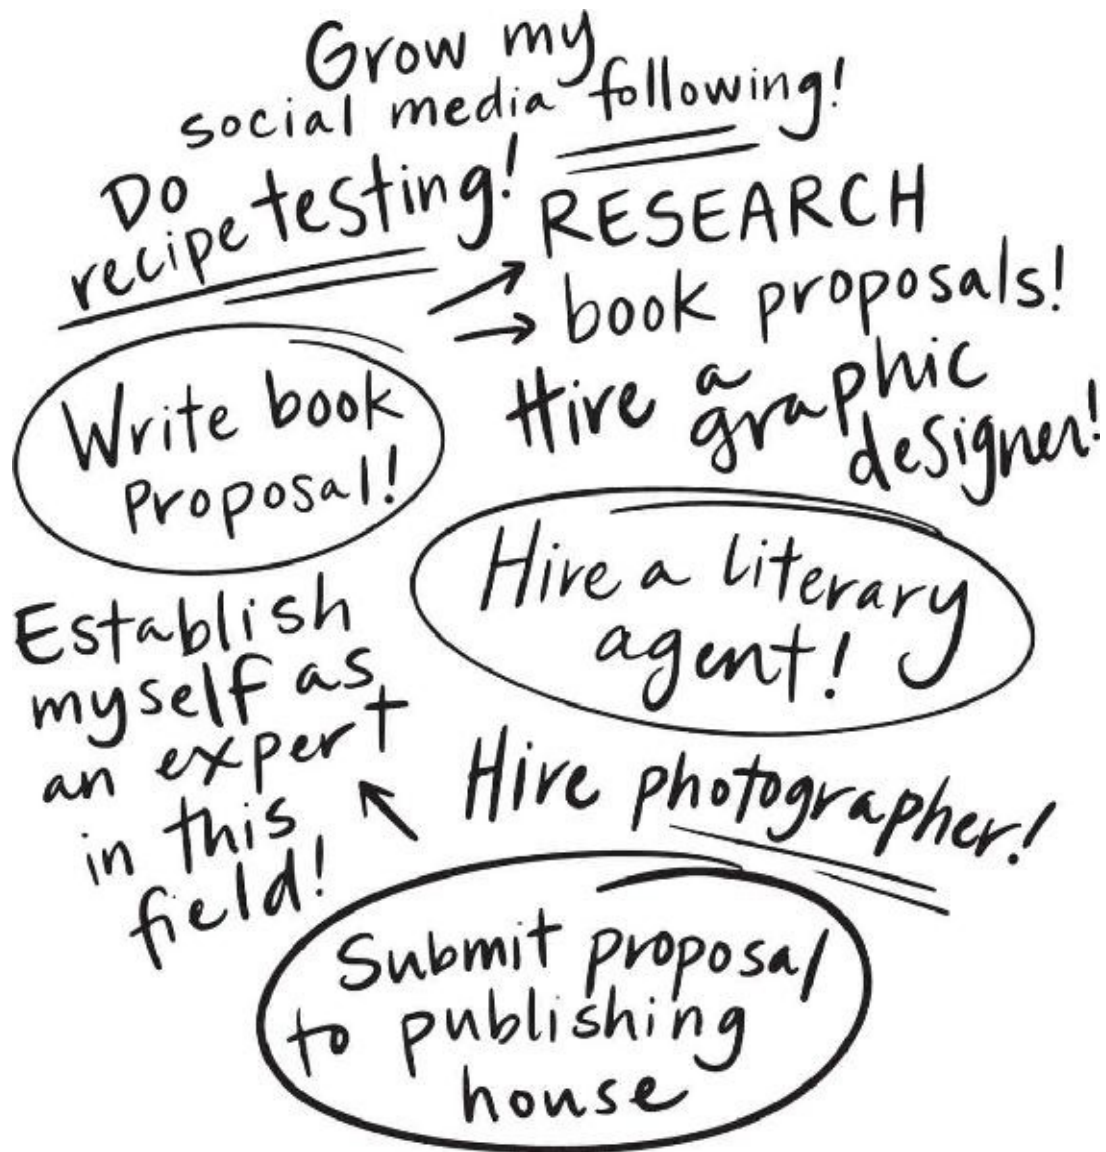 Grow my
social media following!
Do
recipe testing!
RESEARCH
book proposals!
Write book
Proposal!
Hire a
graphic
designer!
Hire a literary
agent!
Establish
myself as
an expert
in this
field!
Hire photographer!
Submit proposal
to publishing
house